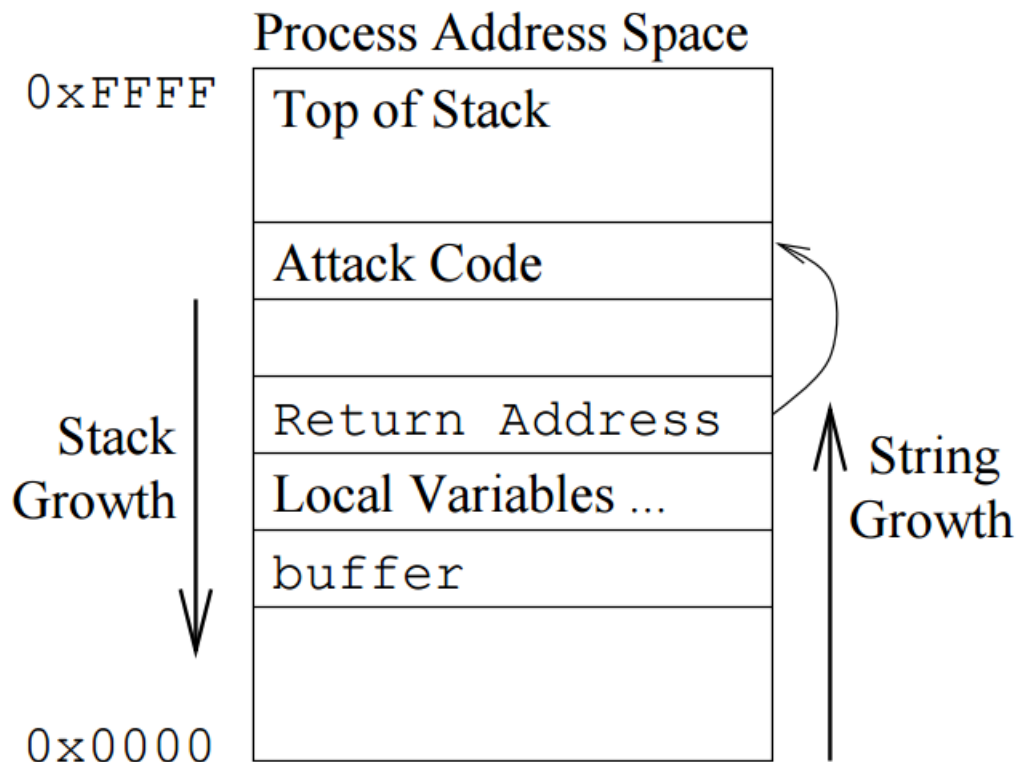 Process Address Space
0xFFFF
Top of Stack
Attack Code
Return Address
Stack
Growth
String
Growth
Local Variables ...
buffer
0x0000